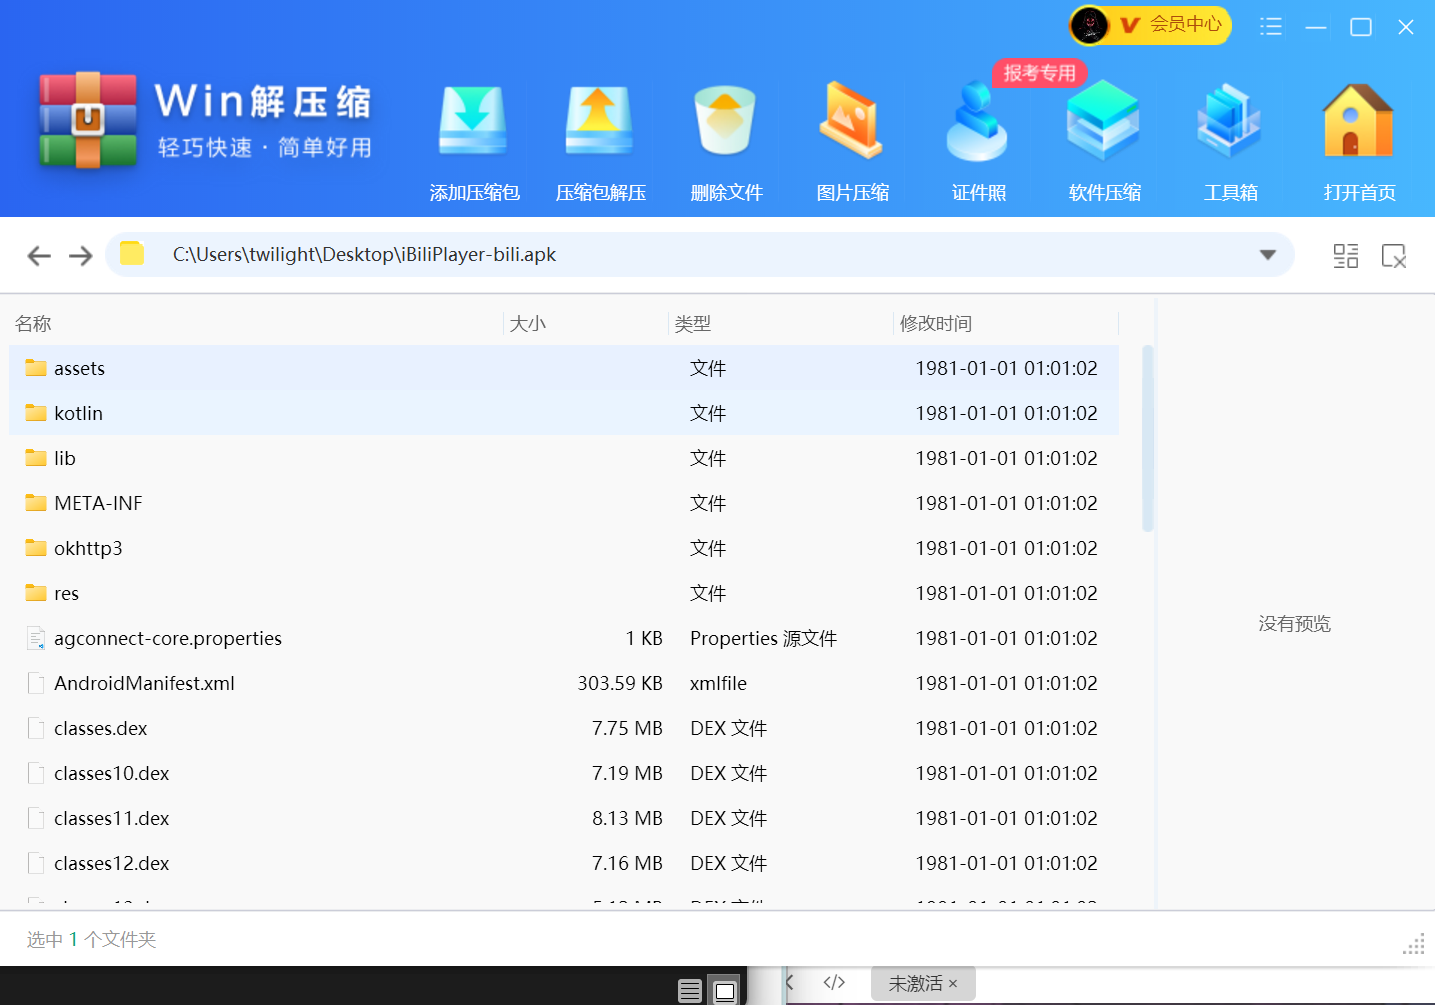 会员中心
报考专用
Win解压缩
轻巧快速 · 简单好用
添加压缩包 压缩包解压 删除文件 图片压缩 证件照 软件压缩 工具箱 打开首页
C:\Users\twilight\Desktop\iBiliPlayer-bili.apk
名称 大小 类型 修改时间
assets 文件 1981-01-01 01:01:02
kotlin 文件 1981-01-01 01:01:02
lib 文件 1981-01-01 01:01:02
META-INF 文件 1981-01-01 01:01:02
okhttp3 文件 1981-01-01 01:01:02
res 文件 1981-01-01 01:01:02
没有预览
agconnect-core.properties 1 KB Properties 源文件 1981-01-01 01:01:02
AndroidManifest.xml 303.59 KB xmlfile 1981-01-01 01:01:02
classes.dex 7.75 MB DEX 文件 1981-01-01 01:01:02
classes10.dex 7.19 MB DEX 文件 1981-01-01 01:01:02
classes11.dex 8.13 MB DEX 文件 1981-01-01 01:01:02
classes12.dex 7.16 MB DEX 文件 1981-01-01 01:01:02
选中 1 个文件夹
</> 未激活 ×